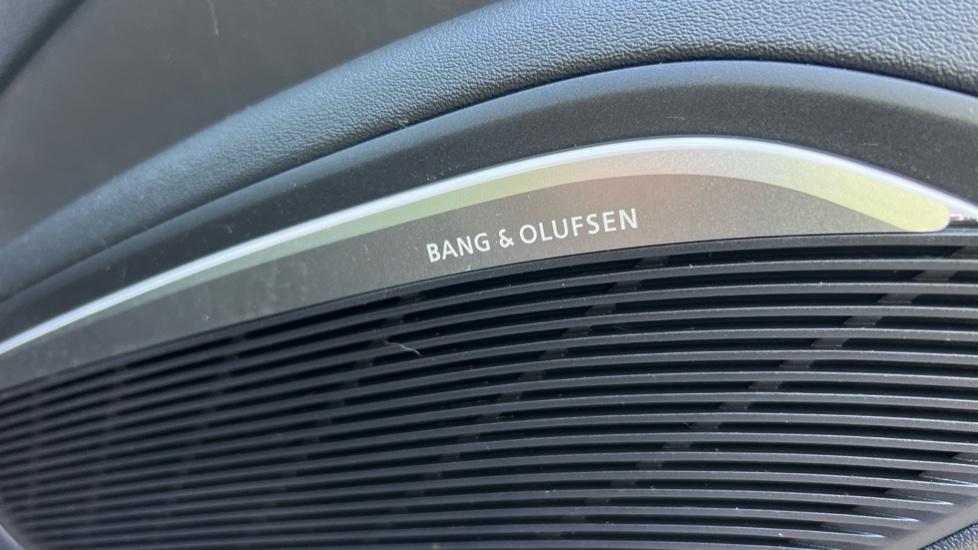 BANG & OLUFSEN